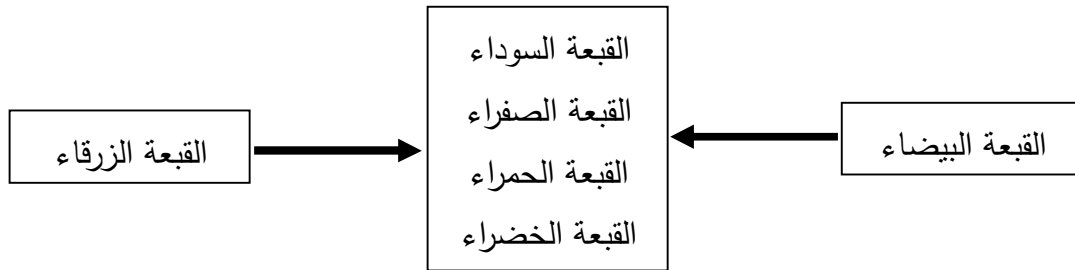 القبعة البيضاء
القبعة السوداء
القبعة الصفراء
القبعة الحمراء
القبعة الخضراء
القبعة الزرقاء